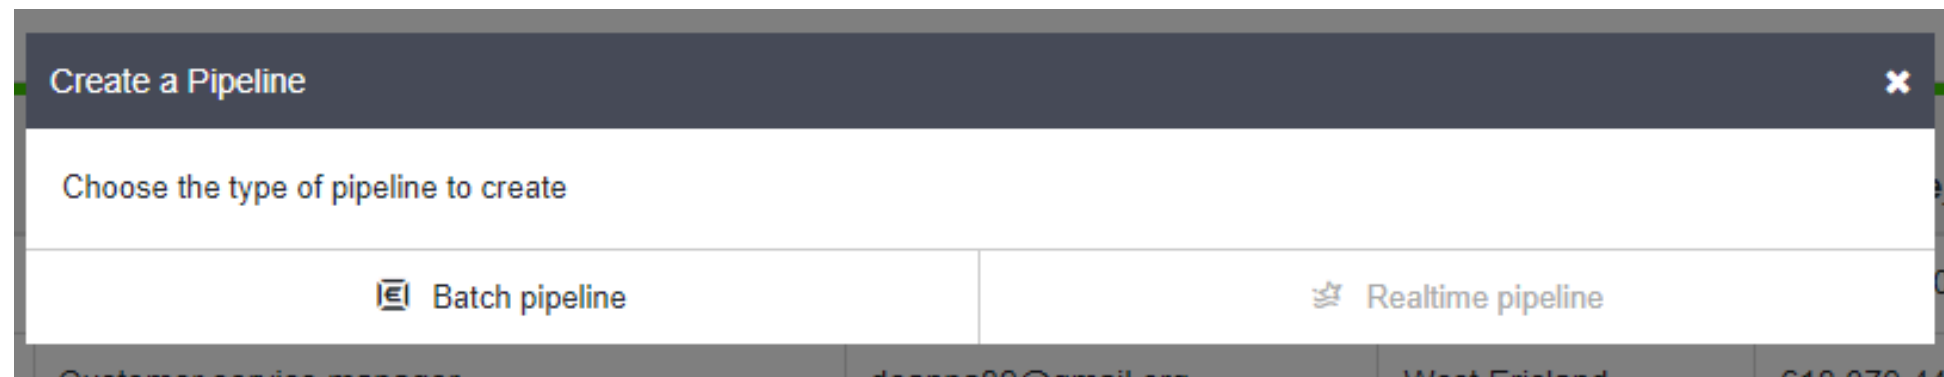 Create a Pipeline
Choose the type of pipeline to create
Batch pipeline
Realtime pipeline